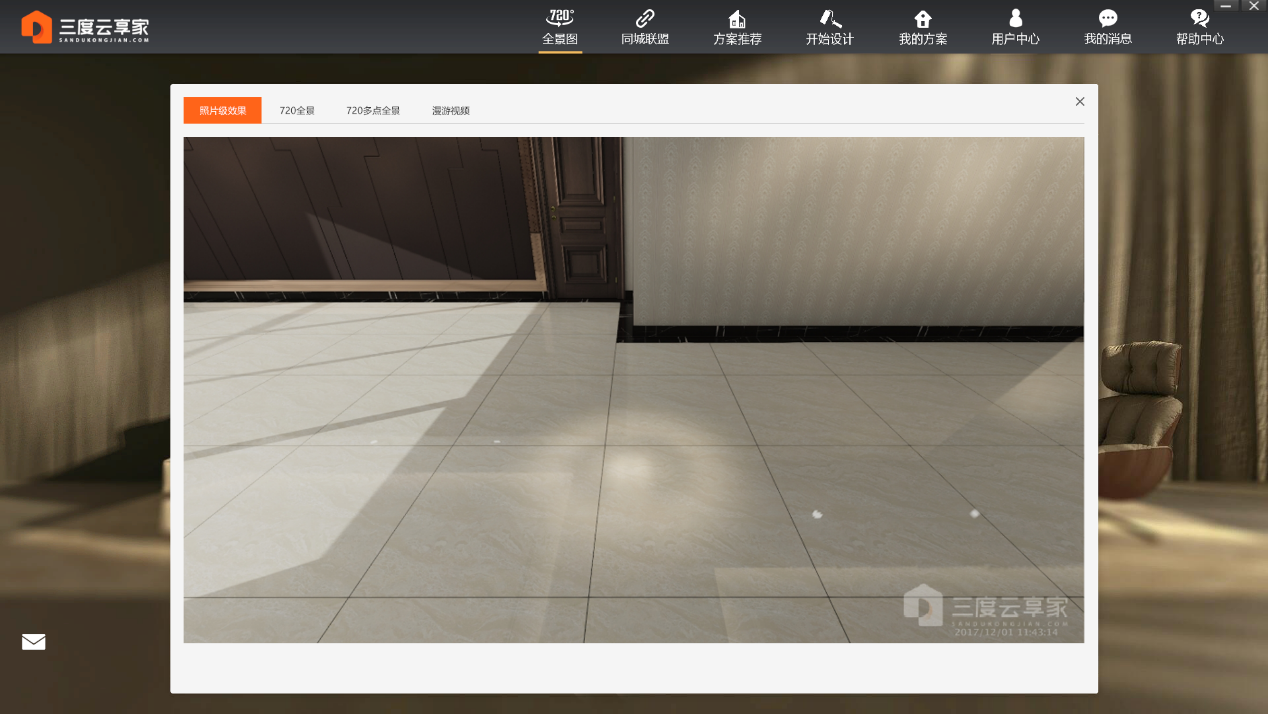 三度云享家
SANDUKONGJIAN.COM
720°
全景图
同城联盟
方案推荐
开始设计
我的方案
用户中心
我的消息
帮助中心
照片级效果
720全景
720多点全景
漫游视频
三度云享家
SANDUKONGJIAN.COM
2017/12/01 11:43:14